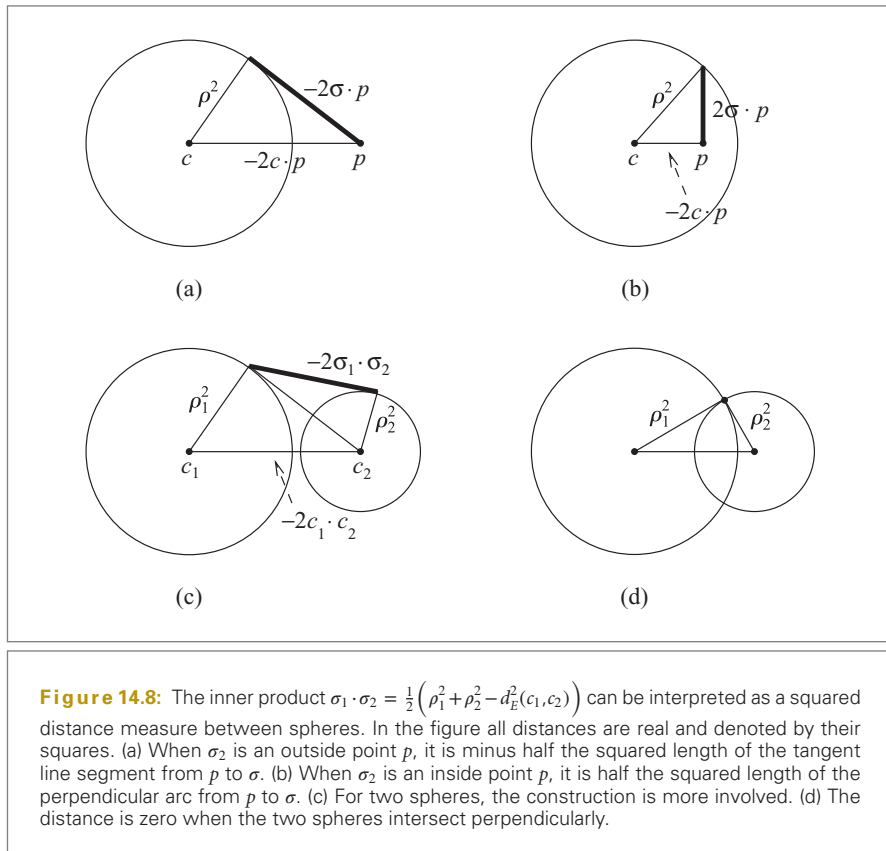 ρ² −2σ · p
c −2c · p p
(a)
ρ² 2σ · p
c p
−2c · p
(b)
−2σ₁ · σ₂
ρ₁² ρ₂²
c₁ c₂
−2c₁ · c₂
(c)
ρ₁² ρ₂²
(d)
Figure 14.8: The inner product σ₁ · σ₂ = ½(ρ₁² + ρ₂² − d_E²(c₁, c₂)) can be interpreted as a squared
distance measure between spheres. In the figure all distances are real and denoted by their
squares. (a) When σ₂ is an outside point p, it is minus half the squared length of the tangent
line segment from p to σ. (b) When σ₂ is an inside point p, it is half the squared length of the
perpendicular arc from p to σ. (c) For two spheres, the construction is more involved. (d) The
distance is zero when the two spheres intersect perpendicularly.